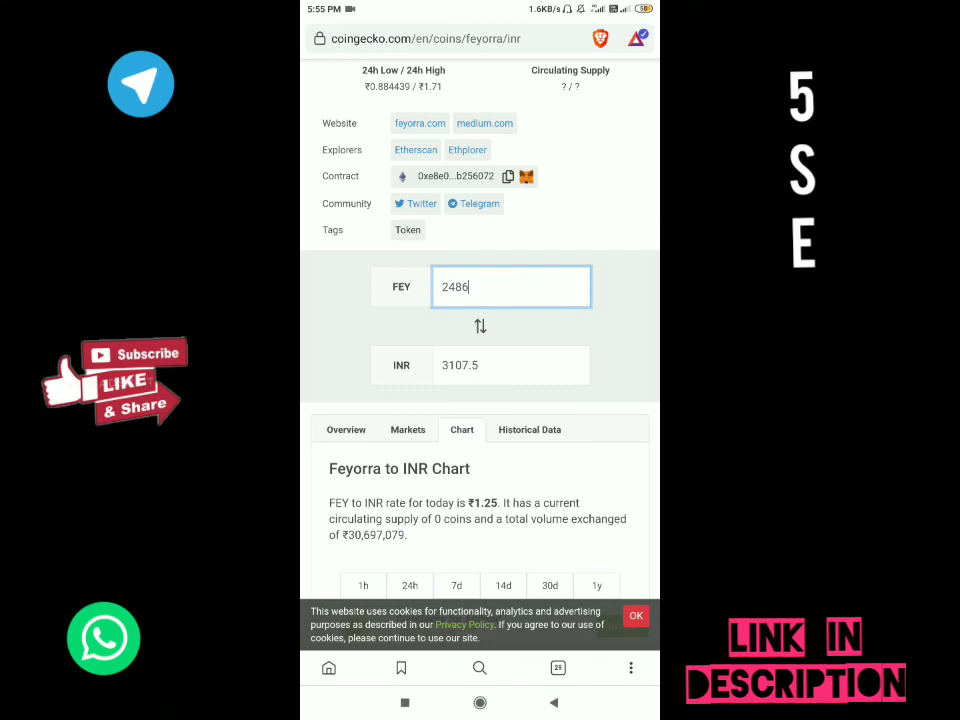 5:55 PM
1.6KB/s
50
coingecko.com/en/coins/feyorra/inr
24h Low / 24h High
Circulating Supply
₹0.884439 / ₹1.71
? / ?
Website
feyorra.com
medium.com
Explorers
Etherscan
Ethplorer
Contract
0xe8e0...b256072
Community
Twitter
Telegram
Tags
Token
FEY
2486
INR
3107.5
Overview
Markets
Chart
Historical Data
Feyorra to INR Chart
FEY to INR rate for today is ₹1.25. It has a current
circulating supply of 0 coins and a total volume exchanged
of ₹30,697,079.
1h
24h
7d
14d
30d
1y
This website uses cookies for functionality, analytics and advertising
purposes as described in our Privacy Policy. If you agree to our use of
cookies, please continue to use our site.
OK
Subscribe
LIKE
& Share
5
S
E
LINK IN
DESCRIPTION